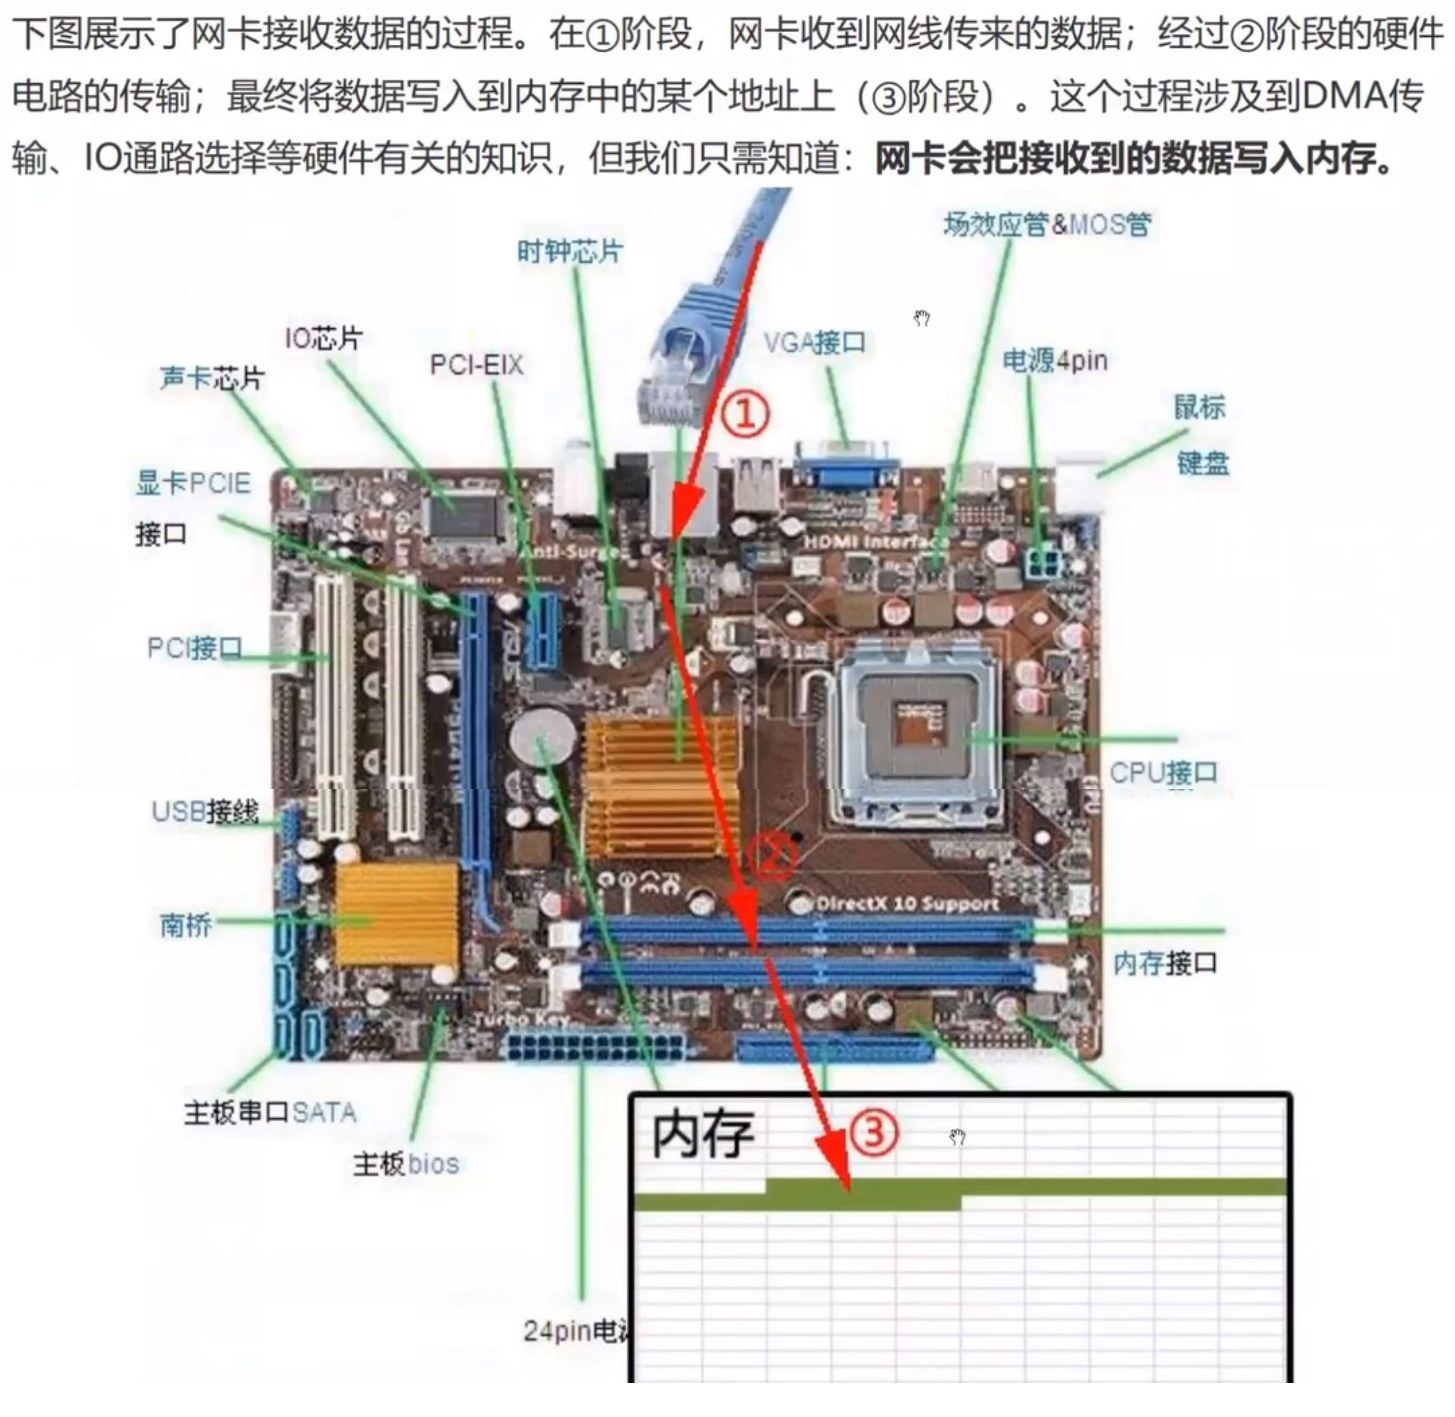 下图展示了网卡接收数据的过程。在①阶段，网卡收到网线传来的数据；经过②阶段的硬件
电路的传输；最终将数据写入到内存中的某个地址上（③阶段）。这个过程涉及到DMA传
输、IO通路选择等硬件有关的知识，但我们只需知道：网卡会把接收到的数据写入内存。
场效应管&MOS管
时钟芯片
IO芯片
VGA接口
PCI-EIX
电源4pin
声卡芯片
①
鼠标
键盘
显卡PCIE
接口
Anti-Surge
HDMI Interface
PCI接口
CPU接口
USB接线
②
DirectX 10 Support
南桥
内存接口
Turbo Key
主板串口SATA
内存
③
主板bios
24pin电